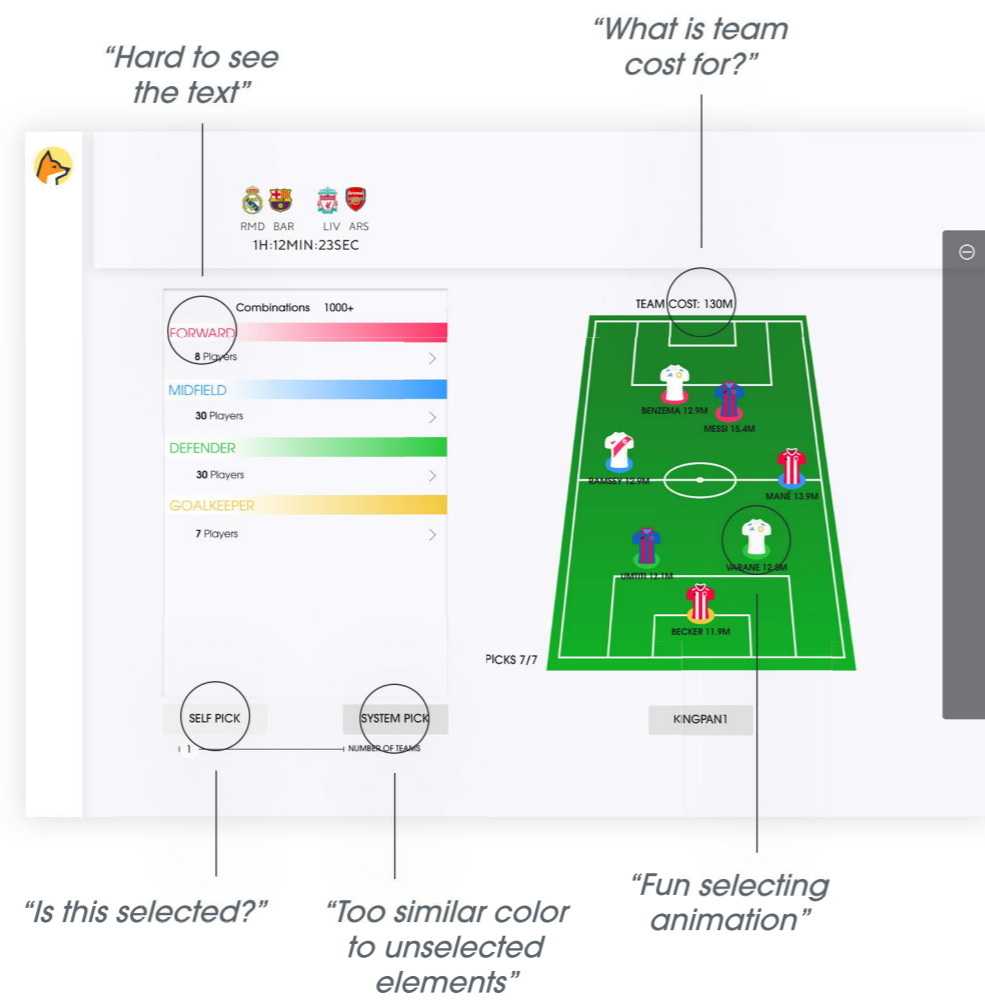 “What is team
cost for?”
“Hard to see
the text”
RMD BAR LIV ARS
1H:12MIN:23SEC
Combinations 1000+
FORWARD
8 Players
MIDFIELD
30 Players
DEFENDER
30 Players
GOALKEEPER
7 Players
TEAM COST: 130M
BENZEMA 12.9M
MESSI 15.4M
RAMSEY 12.9M
MANÉ 13.9M
UMTITI 12.1M
VARANE 12.5M
BECKER 11.9M
PICKS 7/7
SELF PICK
SYSTEM PICK
KINGPAN1
1 NUMBER OF TEAMS
“Is this selected?”
“Too similar color
to unselected
elements”
“Fun selecting
animation”